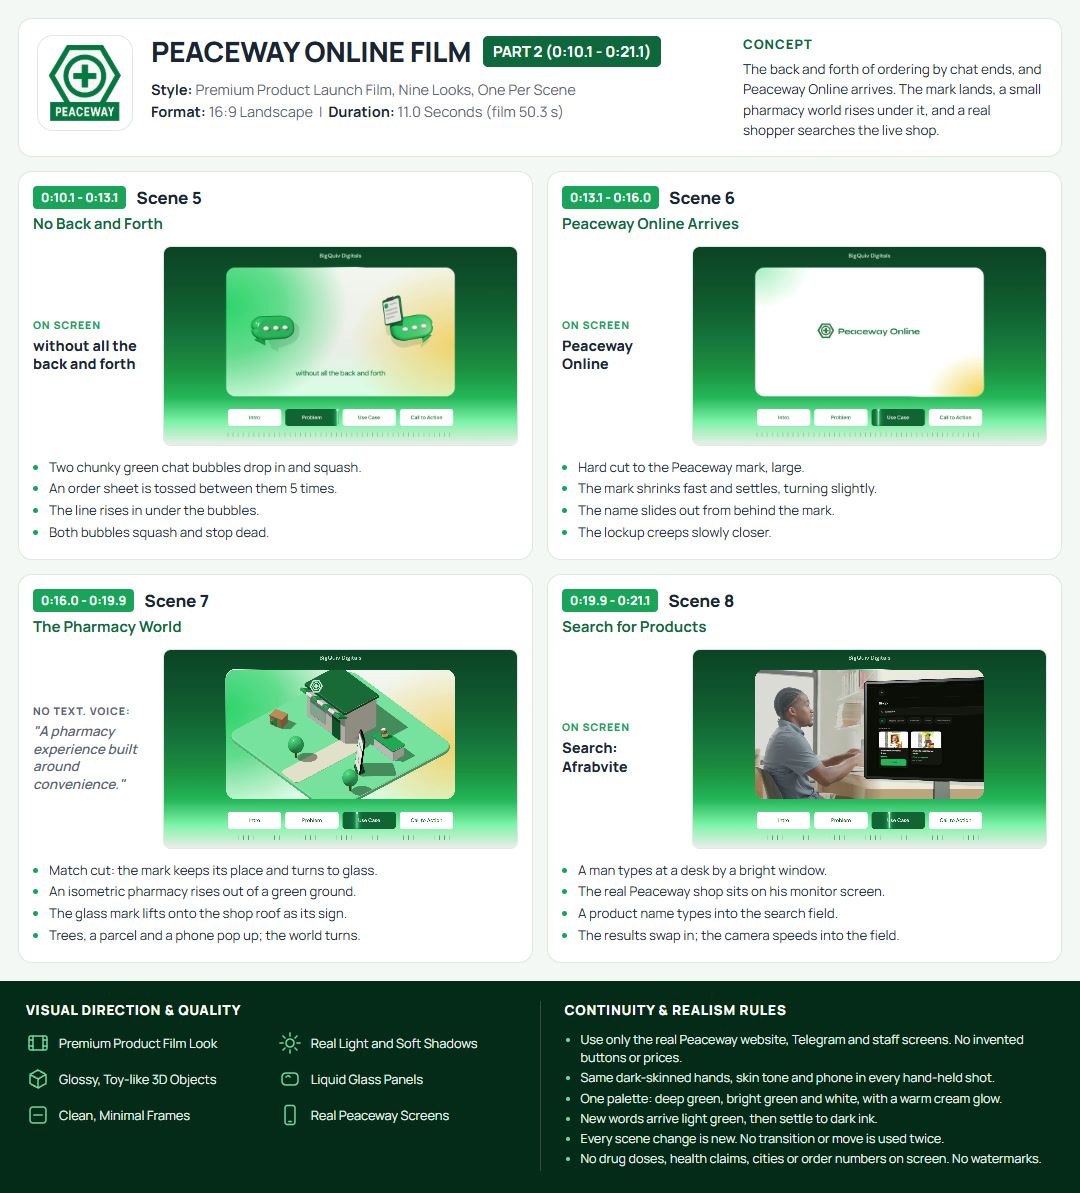 PEACEWAY
PEACEWAY ONLINE FILM
PART 2 (0:10.1 - 0:21.1)
Style: Premium Product Launch Film, Nine Looks, One Per Scene
Format: 16:9 Landscape | Duration: 11.0 Seconds (film 50.3 s)
CONCEPT
The back and forth of ordering by chat ends, and
Peaceway Online arrives. The mark lands, a small
pharmacy world rises under it, and a real
shopper searches the live shop.
0:10.1 - 0:13.1 Scene 5
No Back and Forth
ON SCREEN
without all the
back and forth
BigQuiv Digitals
without all the back and forth
Intro Problem Use Case Call to Action
• Two chunky green chat bubbles drop in and squash.
• An order sheet is tossed between them 5 times.
• The line rises in under the bubbles.
• Both bubbles squash and stop dead.
0:13.1 - 0:16.0 Scene 6
Peaceway Online Arrives
ON SCREEN
Peaceway
Online
BigQuiv Digitals
Peaceway Online
Intro Problem Use Case Call to Action
• Hard cut to the Peaceway mark, large.
• The mark shrinks fast and settles, turning slightly.
• The name slides out from behind the mark.
• The lockup creeps slowly closer.
0:16.0 - 0:19.9 Scene 7
The Pharmacy World
NO TEXT. VOICE:
"A pharmacy
experience built
around
convenience."
BigQuiv Digitals
Intro Problem Use Case Call to Action
• Match cut: the mark keeps its place and turns to glass.
• An isometric pharmacy rises out of a green ground.
• The glass mark lifts onto the shop roof as its sign.
• Trees, a parcel and a phone pop up; the world turns.
0:19.9 - 0:21.1 Scene 8
Search for Products
ON SCREEN
Search:
Afrabvite
BigQuiv Digitals
Intro Problem Use Case Call to Action
• A man types at a desk by a bright window.
• The real Peaceway shop sits on his monitor screen.
• A product name types into the search field.
• The results swap in; the camera speeds into the field.
VISUAL DIRECTION & QUALITY
Premium Product Film Look
Real Light and Soft Shadows
Glossy, Toy-like 3D Objects
Liquid Glass Panels
Clean, Minimal Frames
Real Peaceway Screens
CONTINUITY & REALISM RULES
• Use only the real Peaceway website, Telegram and staff screens. No invented
buttons or prices.
• Same dark-skinned hands, skin tone and phone in every hand-held shot.
• One palette: deep green, bright green and white, with a warm cream glow.
• New words arrive light green, then settle to dark ink.
• Every scene change is new. No transition or move is used twice.
• No drug doses, health claims, cities or order numbers on screen. No watermarks.